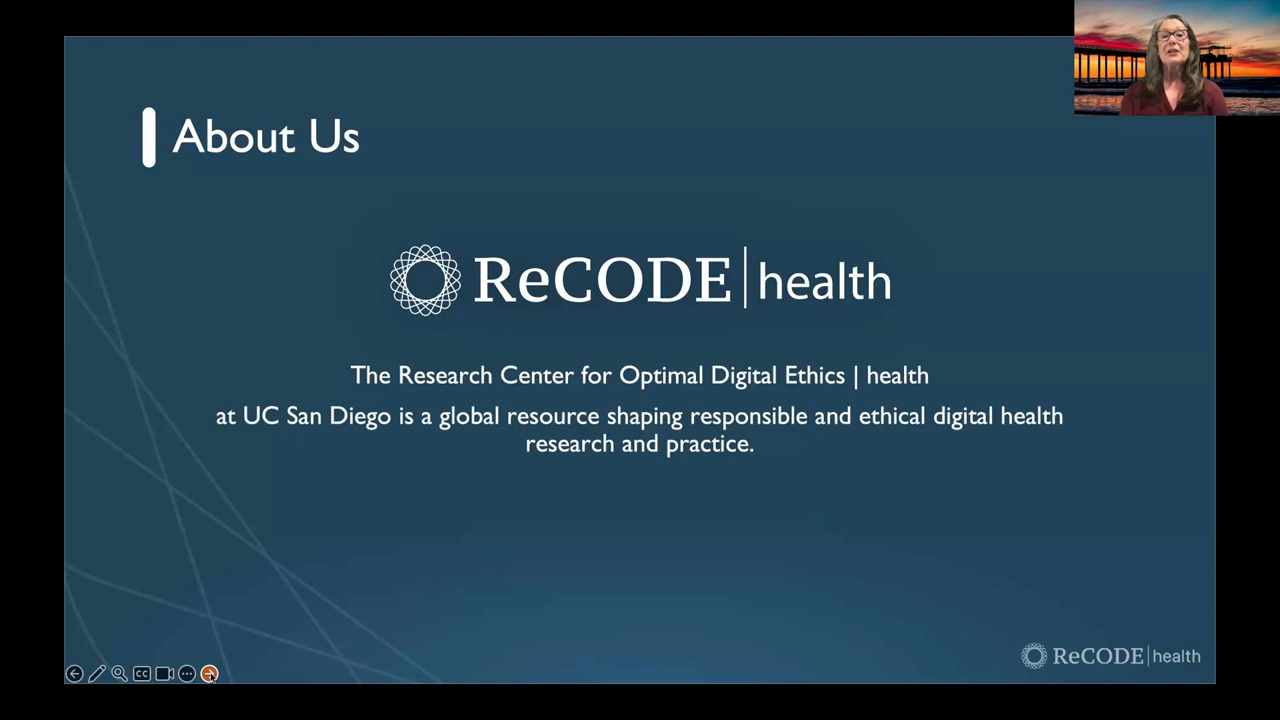 About Us
ReCODE|health
The Research Center for Optimal Digital Ethics | health
at UC San Diego is a global resource shaping responsible and ethical digital health
research and practice.
CC
ReCODE|health